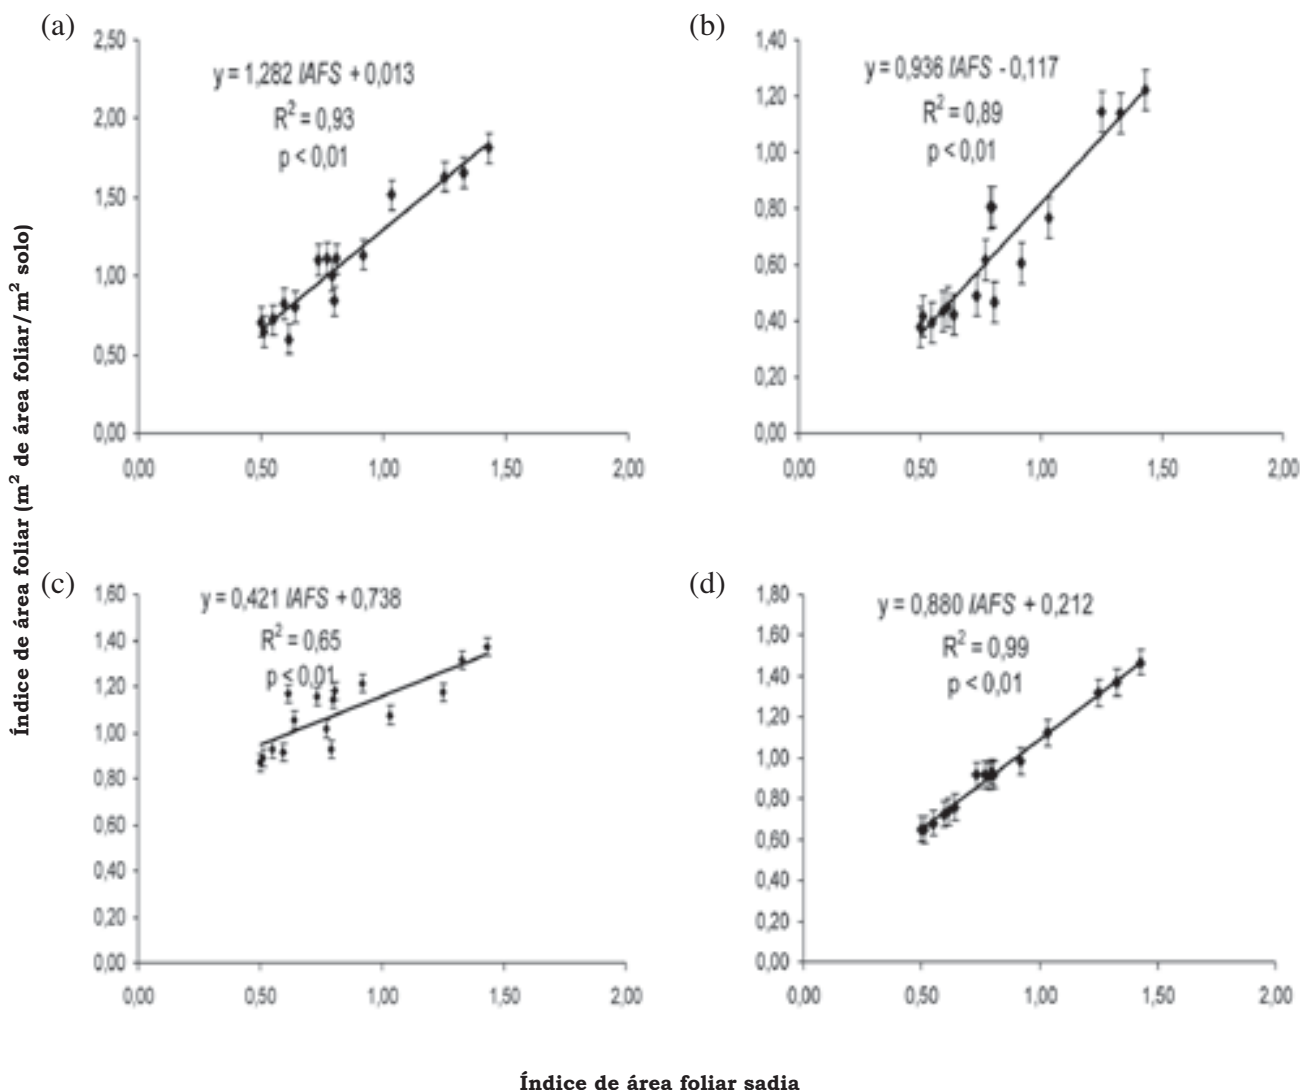 (a)
2,50
2,00
1,50
1,00
0,50
0,00
y = 1,282 IAFS + 0,013
R² = 0,93
p < 0,01
0,00 0,50 1,00 1,50 2,00
(b)
1,40
1,20
1,00
0,80
0,60
0,40
0,20
0,00
y = 0,936 IAFS - 0,117
R² = 0,89
p < 0,01
0,00 0,50 1,00 1,50 2,00
Índice de área foliar (m² de área foliar/m² solo)
(c)
1,60
1,40
1,20
1,00
0,80
0,60
0,40
0,20
0,00
y = 0,421 IAFS + 0,738
R² = 0,65
p < 0,01
0,00 0,50 1,00 1,50 2,00
(d)
1,80
1,60
1,40
1,20
1,00
0,80
0,60
0,40
0,20
0,00
y = 0,880 IAFS + 0,212
R² = 0,99
p < 0,01
0,00 0,50 1,00 1,50 2,00
Índice de área foliar sadia